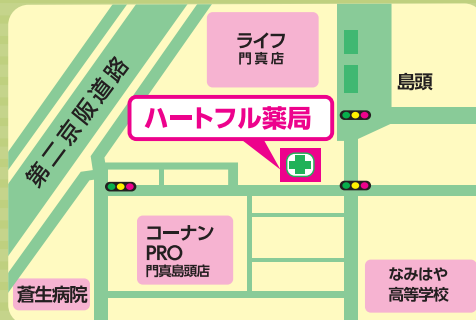 ライフ
門真店
島頭
第二京阪道路
ハートフル薬局
コーナン
PRO
門真島頭店
蒼生病院
なみはや
高等学校